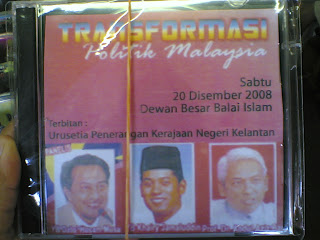 TRANSFORMASI
Politik Malaysia
Sabtu
20 Disember 2008
Dewan Besar Balai Islam
Terbitan :
Urusetia Penerangan Kerajaan Negeri Kelantan